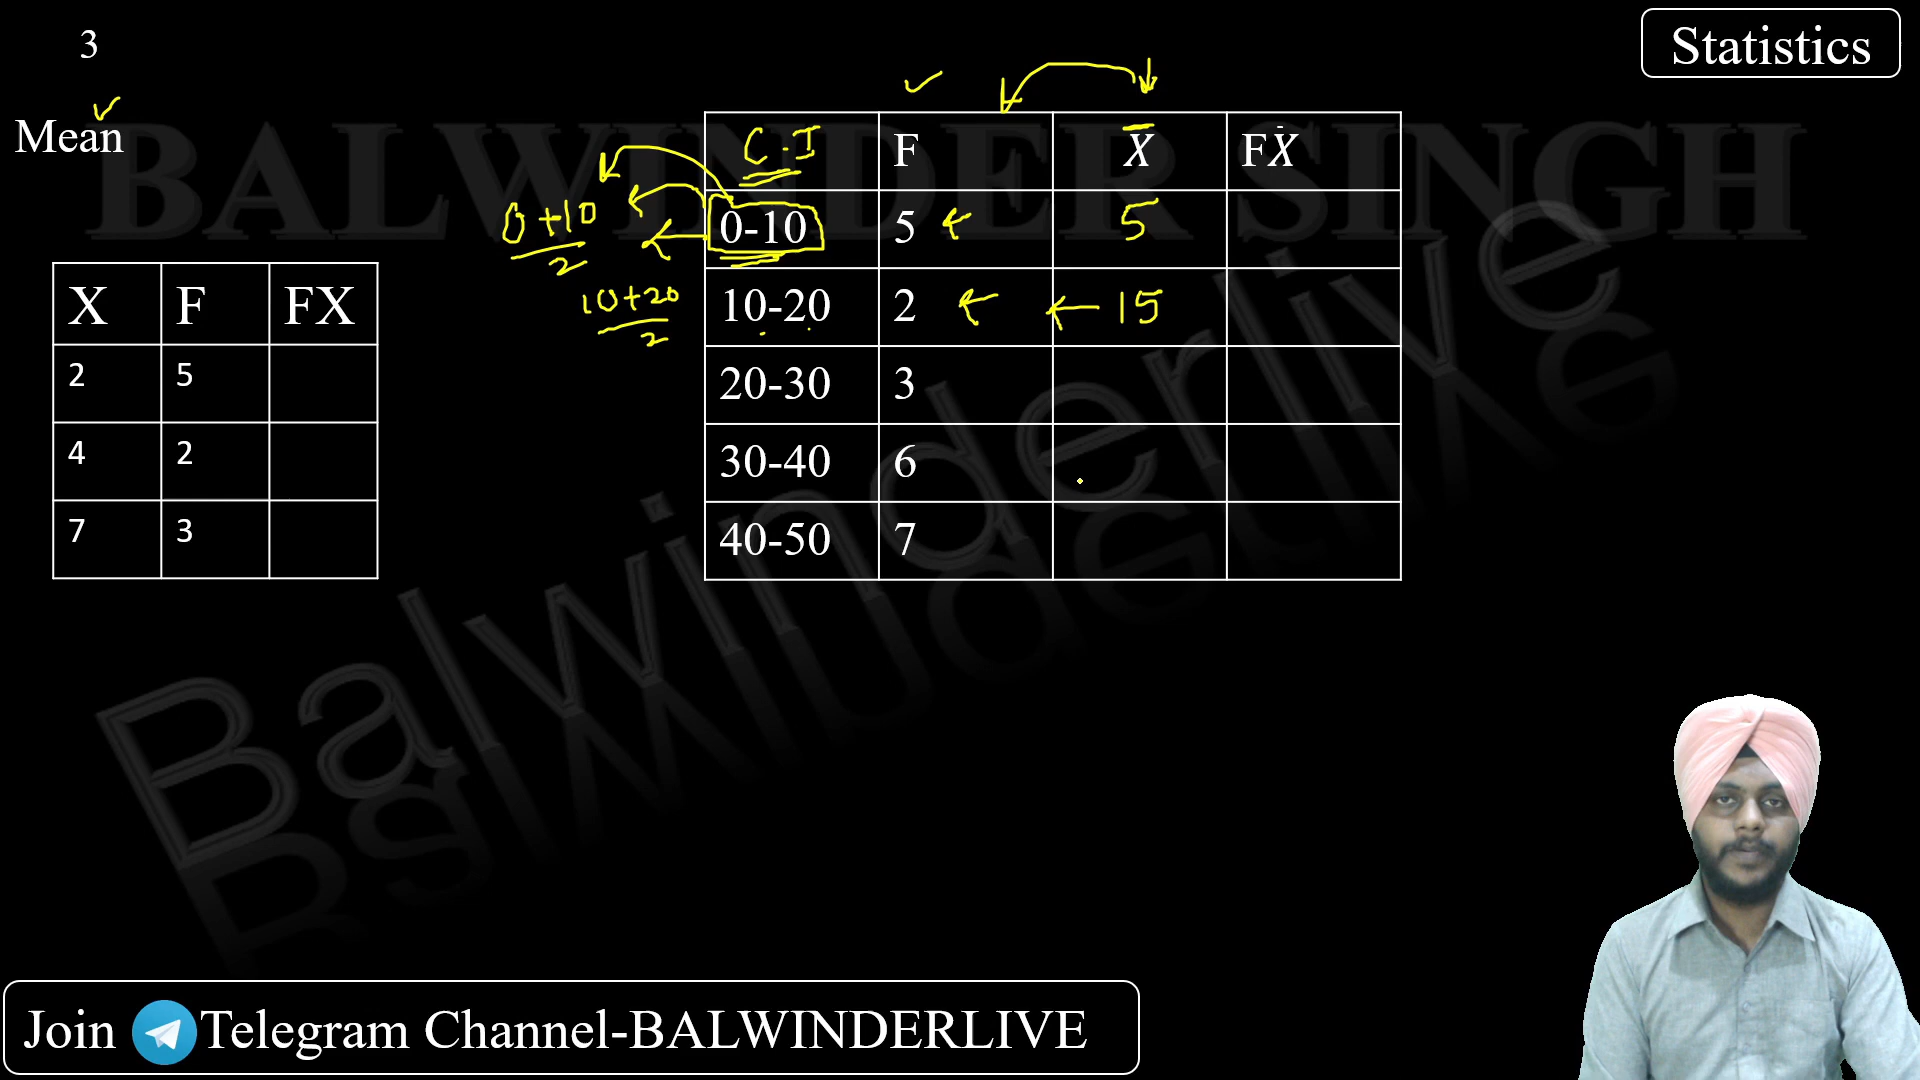 3
Statistics
Mean
BALWINDER SINGH
X F FX
2 5
4 2
7 3
0+10
2
10+20
2
C.I F X̅ FẊ
0-10 5 5
10-20 2 15
20-30 3
30-40 6
40-50 7
Balwinderlive
Join Telegram Channel-BALWINDERLIVE